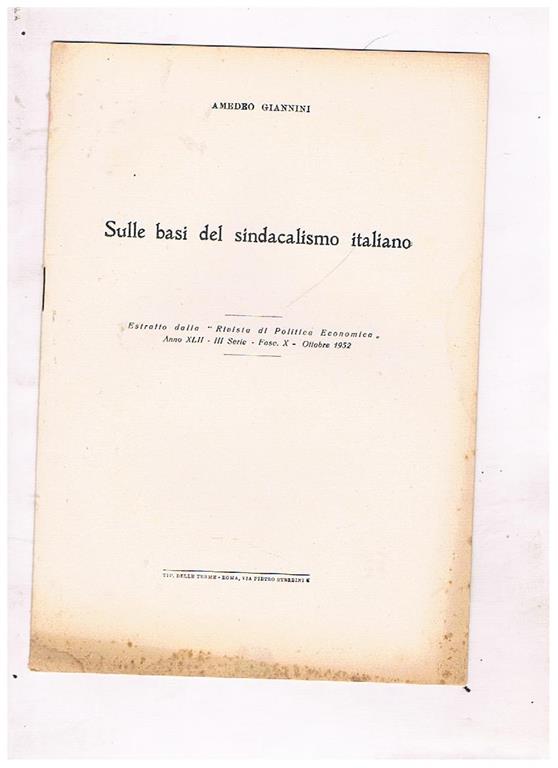 AMEDEO GIANNINI
Sulle basi del sindacalismo italiano
Estratto dalla “ Rivista di Politica Economica „
Anno XLII - III Serie - Fasc. X - Ottobre 1952
TIP. DELLE TERME - ROMA, VIA PIETRO STERBINI 6